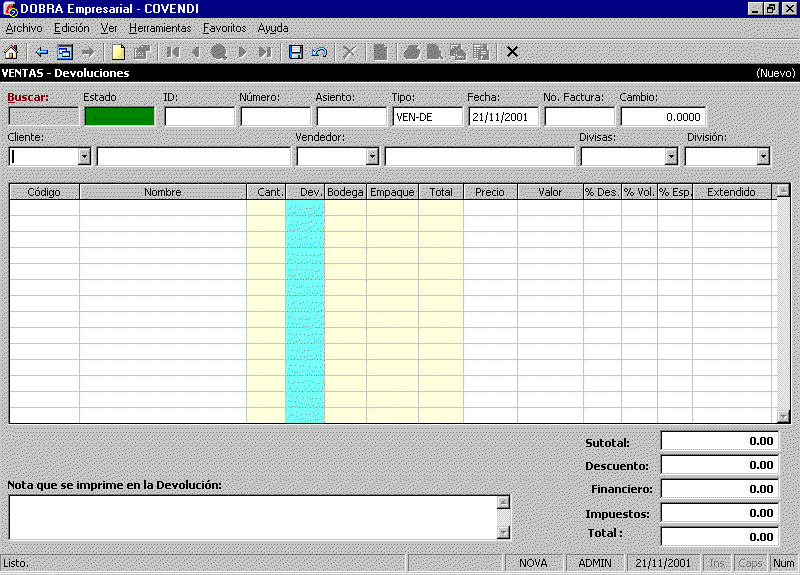 DOBRA Empresarial - COVENDI
Archivo Edición Ver Herramientas Favoritos Ayuda
VENTAS - Devoluciones (Nuevo)
Buscar: Estado ID: Número: Asiento: Tipo: Fecha: No. Factura: Cambio:
VEN-DE 21/11/2001 0.0000
Cliente: Vendedor: Divisas: División:
Código Nombre Cant. Dev. Bodega Empaque Total Precio Valor % Des. % Vol. % Esp. Extendido
Sutotal: 0.00
Descuento: 0.00
Nota que se imprime en la Devolución: Financiero: 0.00
Impuestos: 0.00
Total : 0.00
Listo. NOVA ADMIN 21/11/2001 Ins Caps Num